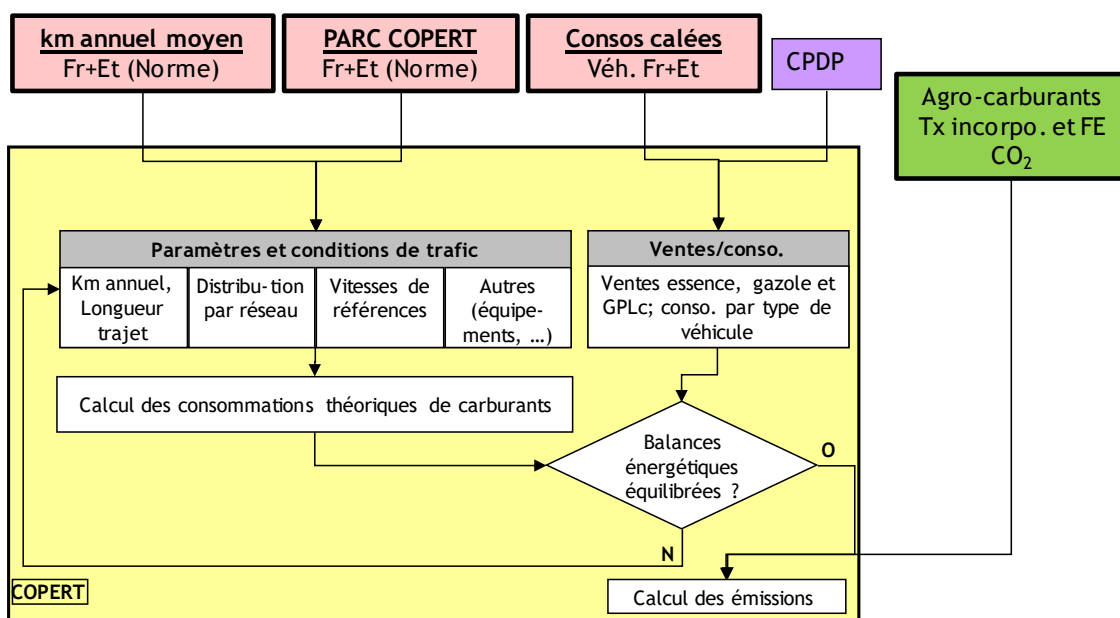 km annuel moyen
Fr+Et (Norme)
PARC COPERT
Fr+Et (Norme)
Consos calées
Véh. Fr+Et
CPDP
Agro-carburants
Tx incorpo. et FE
CO₂
Paramètres et conditions de trafic
Km annuel,
Longueur
trajet
Distribu-tion
par réseau
Vitesses de
références
Autres
(équipe-
ments, ...)
Ventes/conso.
Ventes essence, gazole et
GPLc; conso. par type de
véhicule
Calcul des consommations théoriques de carburants
Balances
énergétiques
équilibrées ?
O
N
COPERT
Calcul des émissions